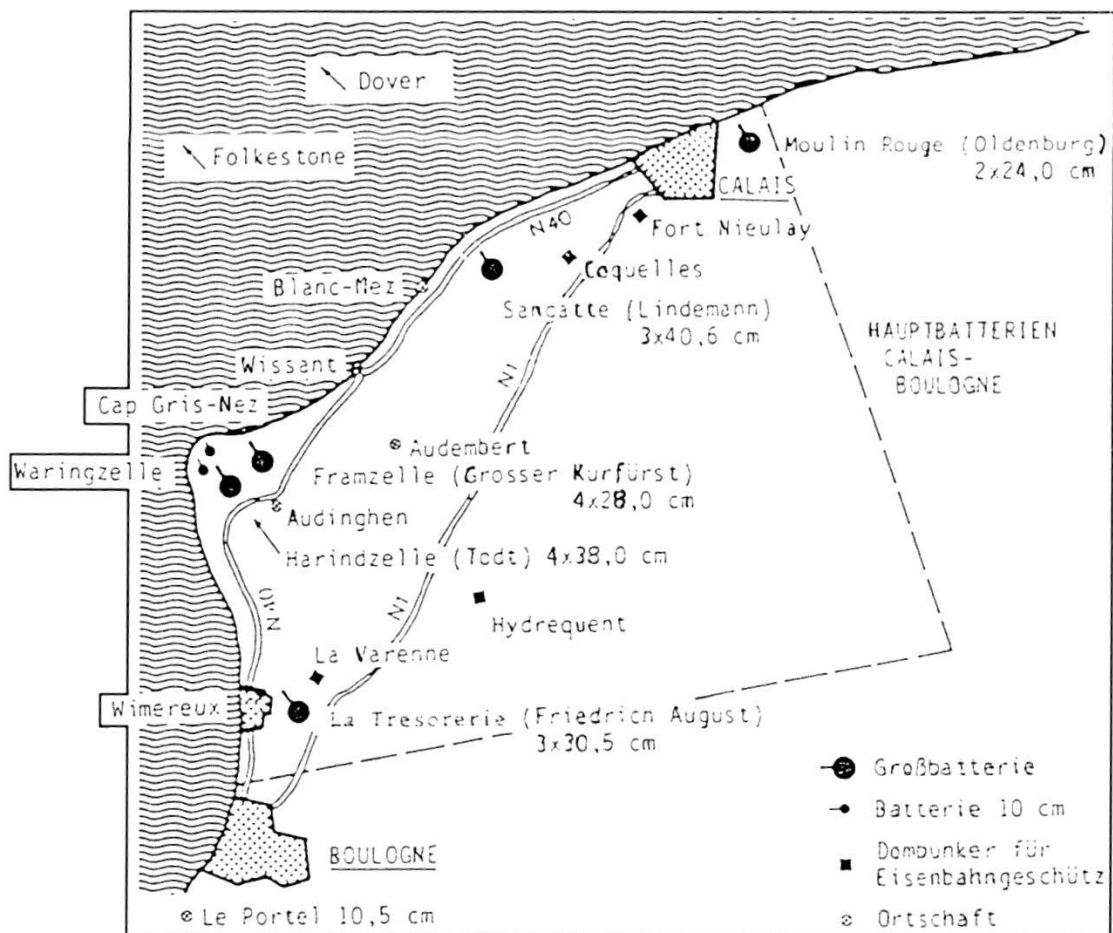 Dover
Folkestone
Moulin Rouge (Oldenburg)
2x24,0 cm
CALAIS
N40
Fort Nieulay
Coquelles
Blanc-Mez
Sancatte (Lindemann)
3x40,6 cm
HAUPTBATTERIEN
CALAIS-
BOULOGNE
Wissant
N1
Cap Gris-Nez
Audembert
Waringzelle
Framzelle (Grosser Kurfürst)
4x28,0 cm
Audinghen
Harindzelle (Todt) 4x38,0 cm
N40
N1
Hydrequent
La Varenne
Wimereux
La Tresorerie (Friedrich August)
3x30,5 cm
Großbatterie
Batterie 10 cm
BOULOGNE
Dombunker für
Eisenbahngeschütz
Le Portel 10,5 cm
Ortschaft